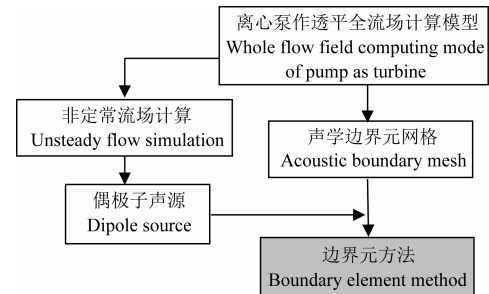 离心泵作透平全流场计算模型
Whole flow field computing mode
of pump as turbine
非定常流场计算
Unsteady flow simulation
声学边界元网格
Acoustic boundary mesh
偶极子声源
Dipole source
边界元方法
Boundary element method